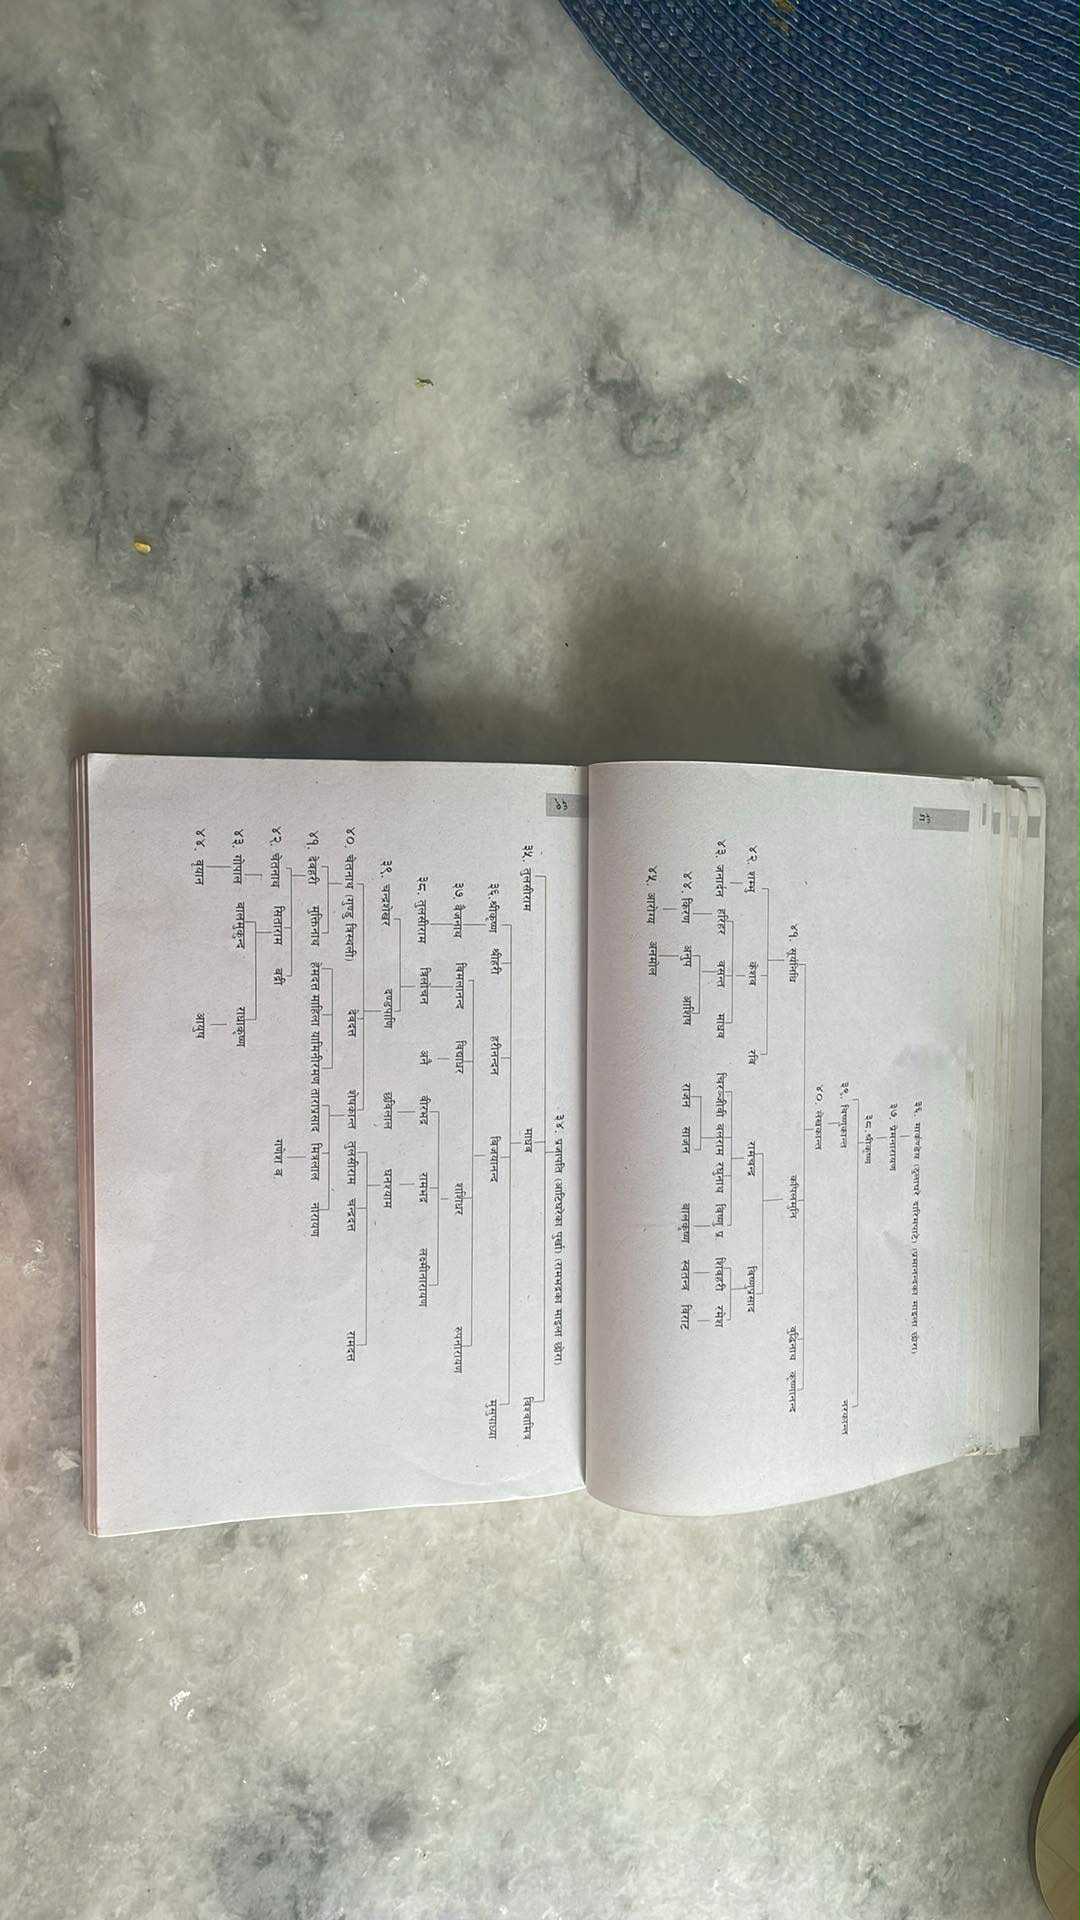 ६८
३६. मार्कण्डेय (ठुलाघरे दारिमपाटे) (प्रमानन्दका माइला छोरा)
३७. प्रेमनारायण
३८. श्रीकृष्ण
३९. विष्णुकान्त नरकान्त
४०. लेखकान्त
४१. सूर्यनिधि कपिलमुनि वुद्धिनाथ कृष्णानन्द
४२. शम्भु केशव रवि रामचन्द्र विष्णुप्रसाद
४३. जनार्दन हरिहर वसन्त माधव चिरञ्जीवी बलराम रघुनाथ विष्णु प्र. शिवहरी रमेश
४४. किरण अनुप आशिष राजन साजन बालकृष्ण स्वतन्त्र विराट
४५. आरोग्य अनमोल
६९
३४. प्रजापति (आटिघरेका पुर्खा) (रामभद्रका माइला छोरा)
३५. तुलसीराम माधव विश्वामित्र
३६. श्रीकृष्ण श्रीहरी हरीनन्दन बिजयानन्द मुसुपाध्या
३७. वैजनाथ विमलानन्द विद्याधर शशिधर रुपनारायण
३८. तुलसीराम त्रिलोचन अनै वीरभद्र रामभद्र लक्ष्मीनारायण
३९. चन्द्रशेखर दण्डपाणि छविलाल घनश्याम
४०. चेतनाथ (गुण्डु त्रिस्थली) देवदत्त शेषकान्त तुलसीराम चन्द्रदत्त रामदत्त
४१. देवहरी मुक्तिनाथ हेमदत्त माहिला यामिनीरमण ताराप्रसाद मित्रलाल नारायण
४२. चेतनाथ सिताराम बद्री गणेश ब.
४३. गोपाल बालमुकुन्द राधाकृष्ण
४४. वृयान आयुष